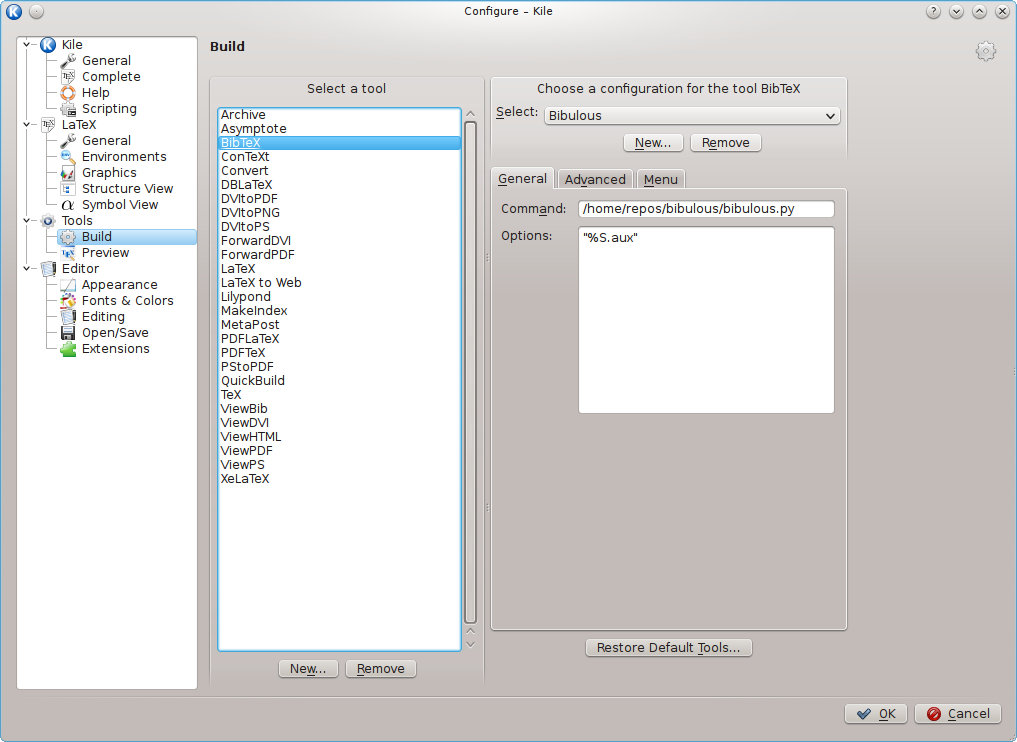 Configure – Kile
Kile
General
Complete
Help
Scripting
LaTeX
General
Environments
Graphics
Structure View
Symbol View
Tools
Build
Preview
Editor
Appearance
Fonts & Colors
Editing
Open/Save
Extensions
Build
Select a tool
Archive
Asymptote
BibTeX
ConTeXt
Convert
DBLaTeX
DVItoPDF
DVItoPNG
DVItoPS
ForwardDVI
ForwardPDF
LaTeX
LaTeX to Web
Lilypond
MakeIndex
MetaPost
PDFLaTeX
PDFTeX
PStoPDF
QuickBuild
TeX
ViewBib
ViewDVI
ViewHTML
ViewPDF
ViewPS
XeLaTeX
New... Remove
Choose a configuration for the tool BibTeX
Select: Bibulous
New... Remove
General Advanced Menu
Command: /home/repos/bibulous/bibulous.py
Options: "%S.aux"
Restore Default Tools...
OK Cancel